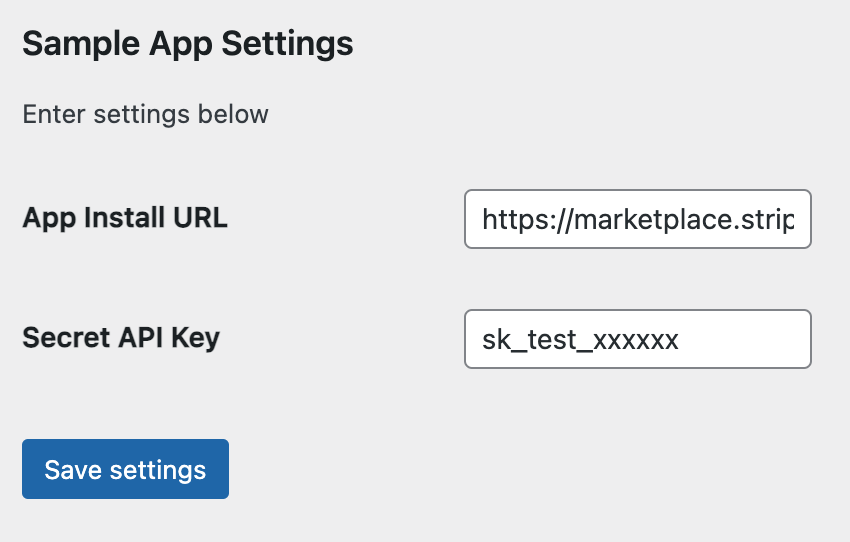 Sample App Settings
Enter settings below
App Install URL
https://marketplace.strip
Secret API Key
sk_test_xxxxxx
Save settings